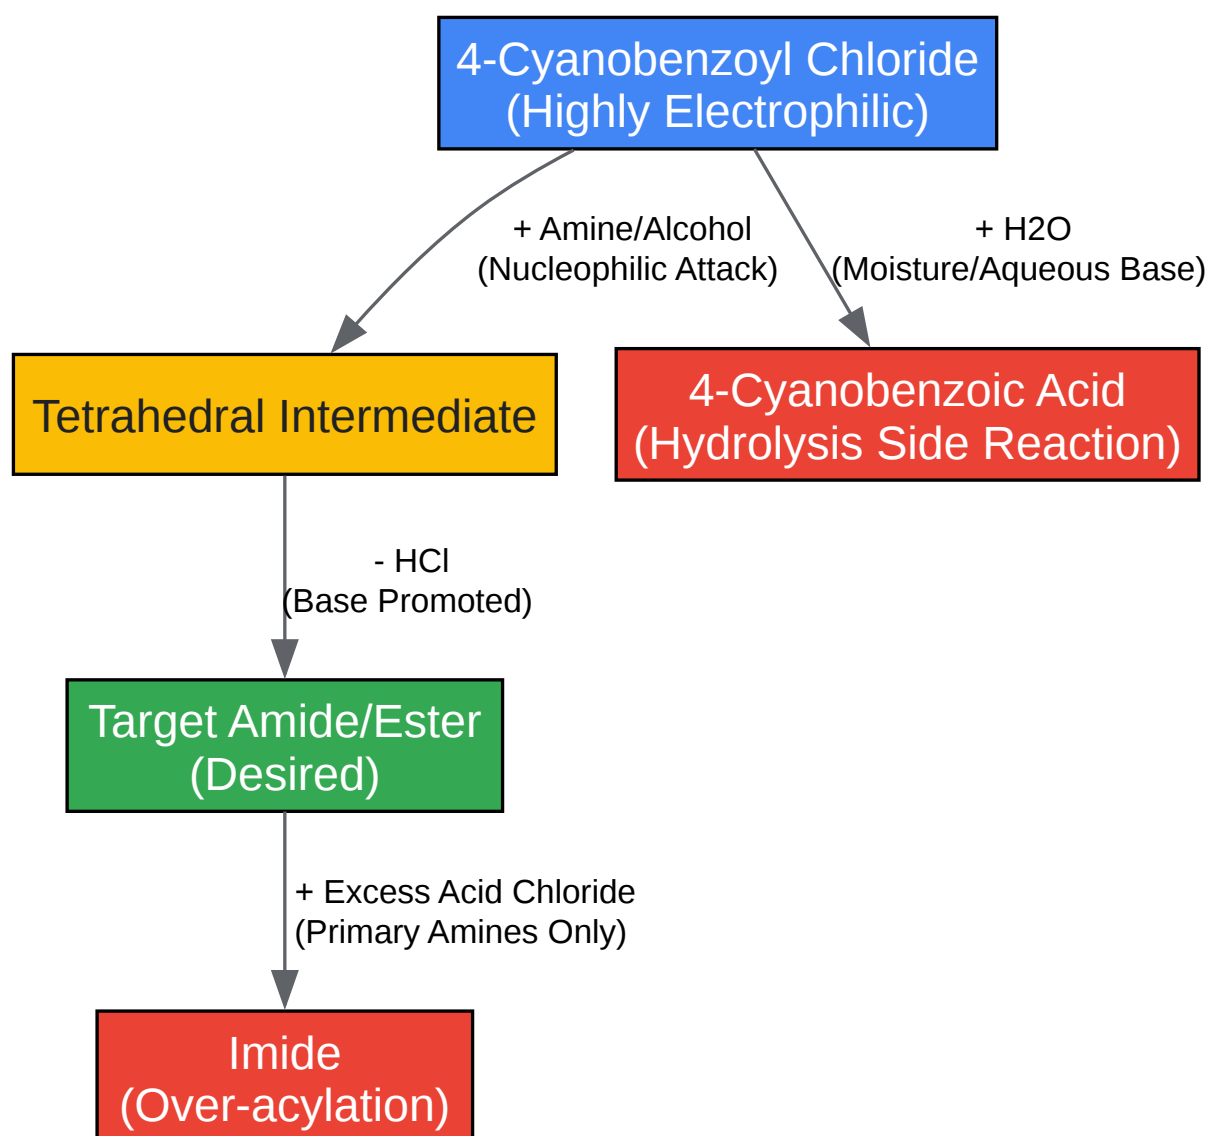 4-Cyanobenzoyl Chloride
(Highly Electrophilic)
+ Amine/Alcohol
(Nucleophilic Attack)
+ H2O
(Moisture/Aqueous Base)
Tetrahedral Intermediate
4-Cyanobenzoic Acid
(Hydrolysis Side Reaction)
- HCl
(Base Promoted)
Target Amide/Ester
(Desired)
+ Excess Acid Chloride
(Primary Amines Only)
Imide
(Over-acylation)